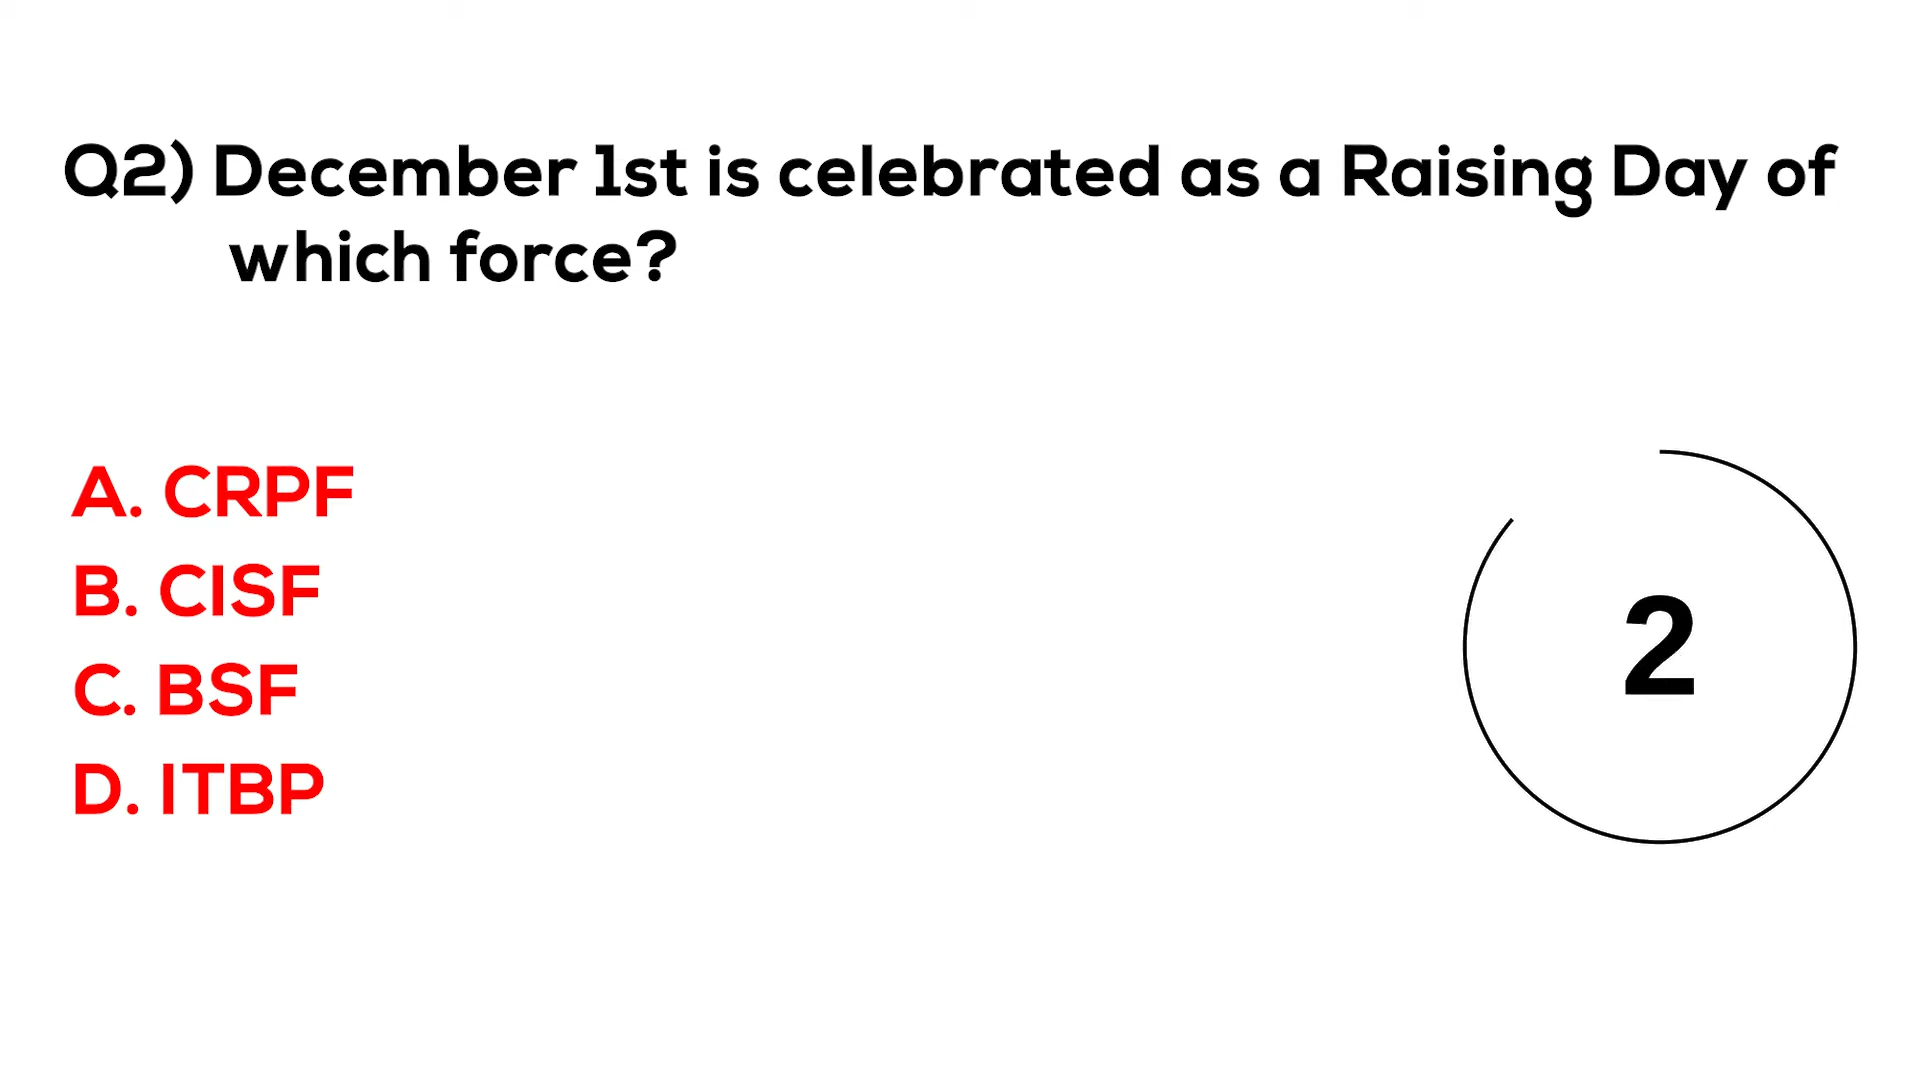 Q2) December 1st is celebrated as a Raising Day of
which force?
A. CRPF
B. CISF
C. BSF
D. ITBP
2